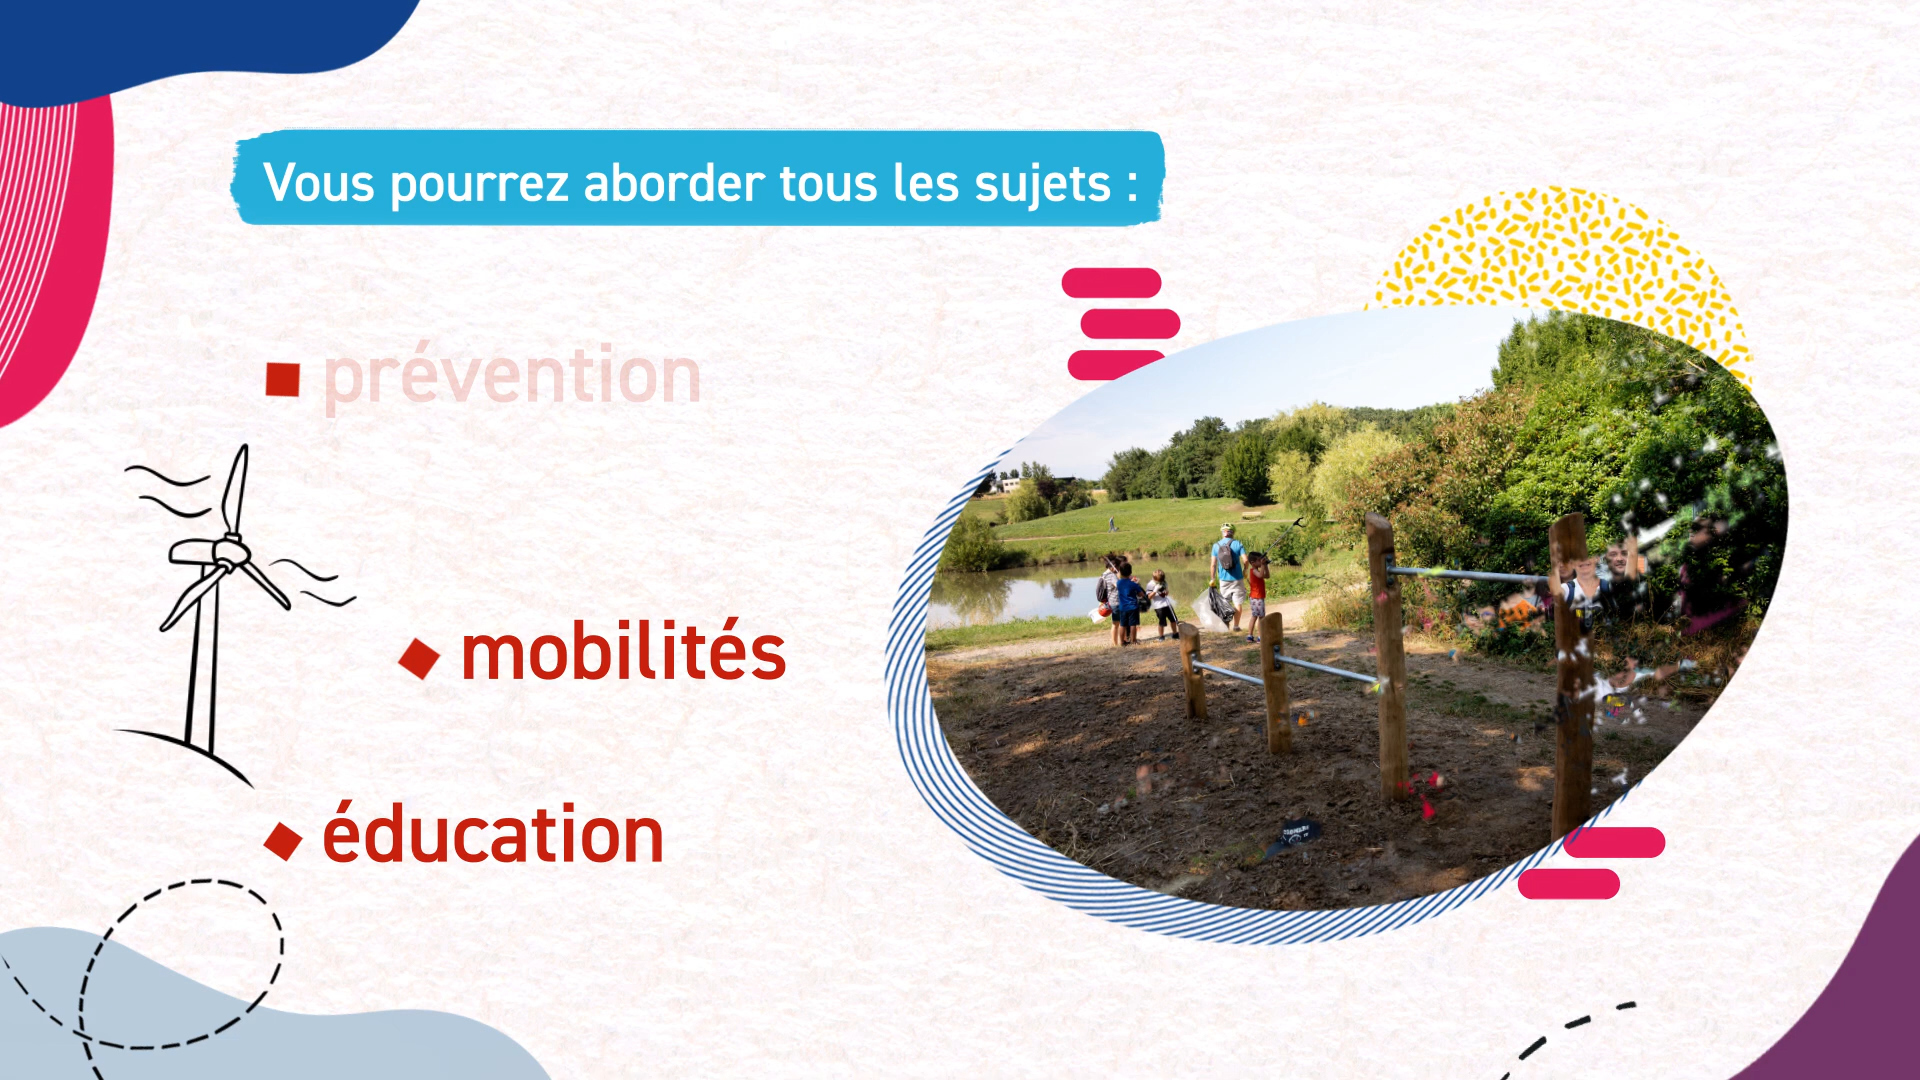 Vous pourrez aborder tous les sujets :
prévention
mobilités
éducation